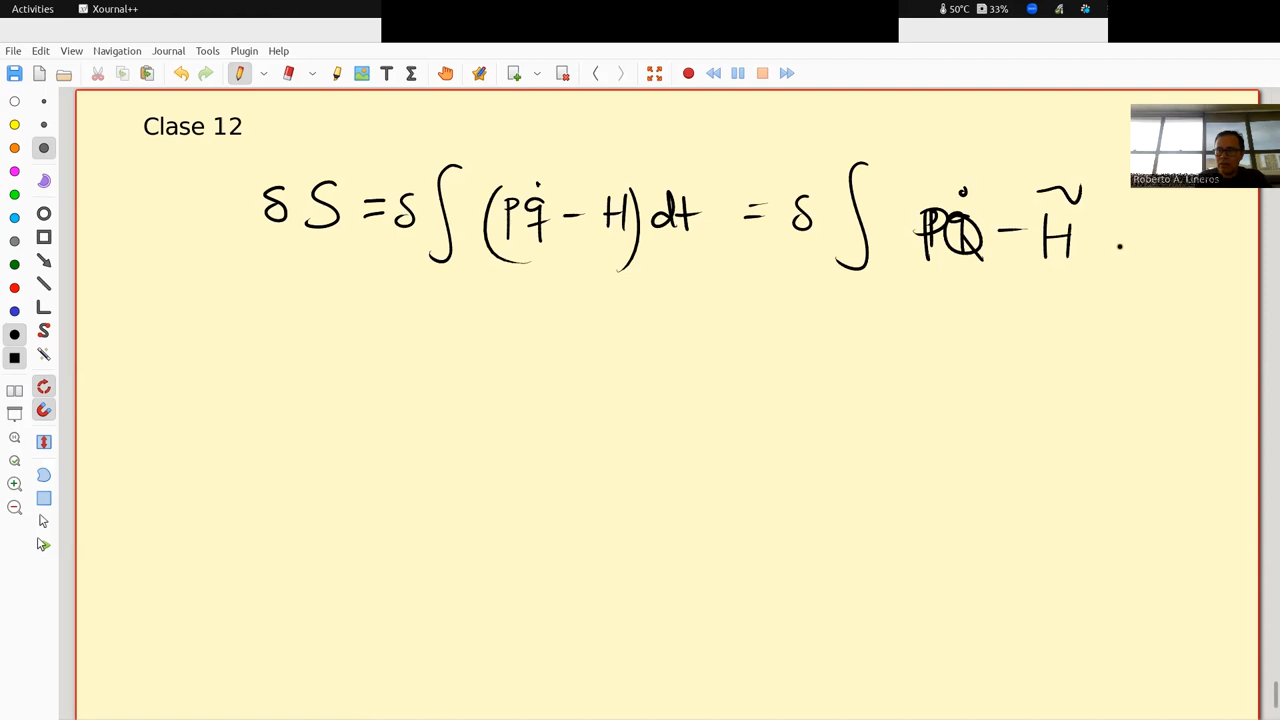 Activities Xournal++ 50°C 33%
File Edit View Navigation Journal Tools Plugin Help
Clase 12
δS = δ∫(pq̇ − H)dt = δ∫ PQ̇ − H̃
Roberto A. Lineros